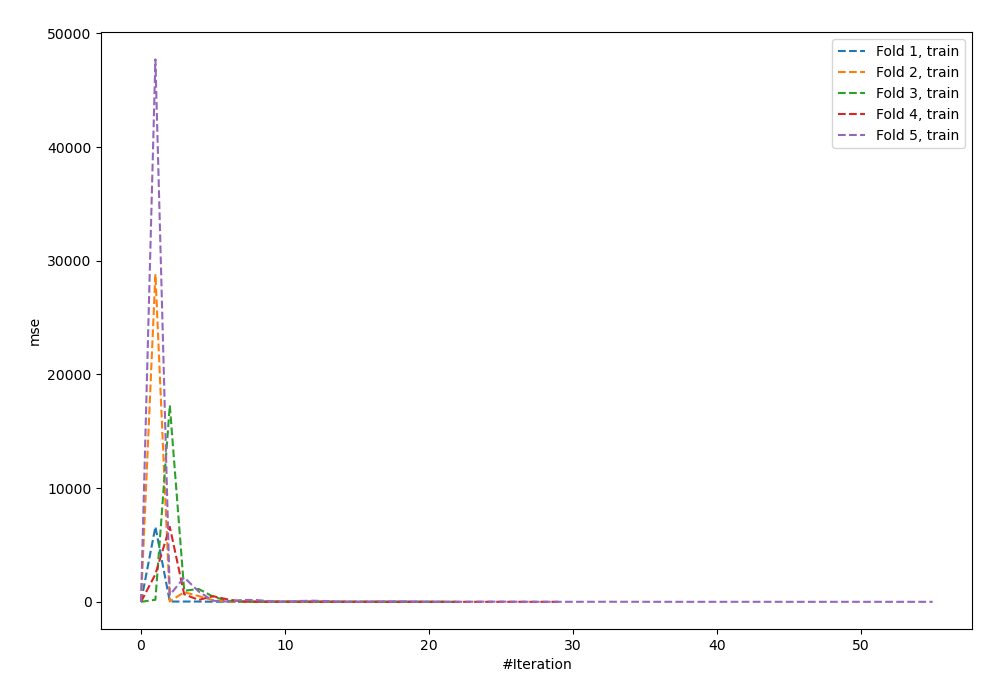 50000
40000
30000
20000
10000
0
mse
0 10 20 30 40 50
#Iteration
Fold 1, train
Fold 2, train
Fold 3, train
Fold 4, train
Fold 5, train